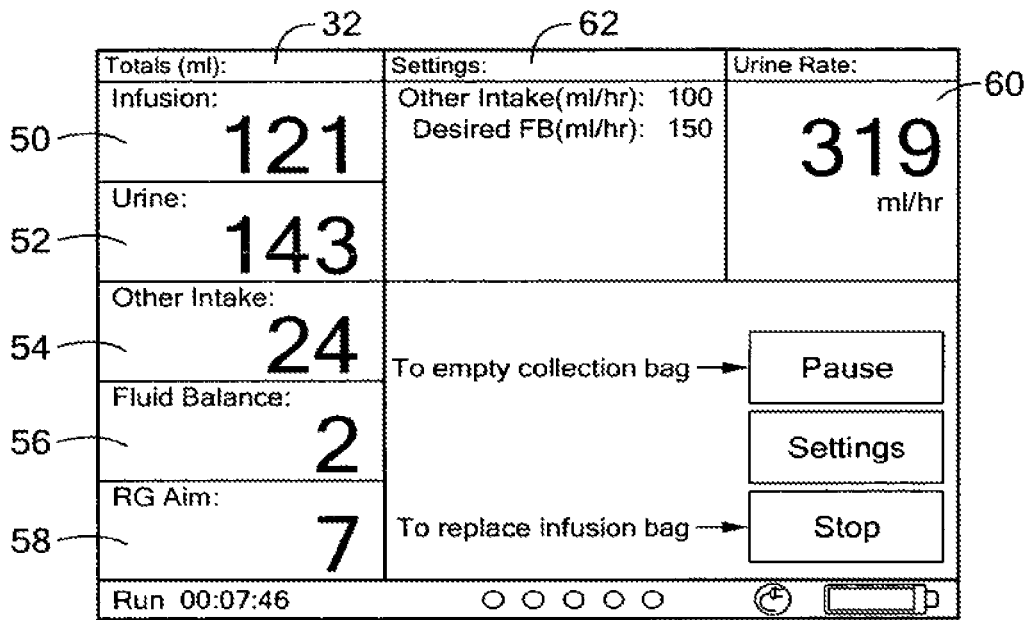 32
62
Totals (ml):
Settings:
Urine Rate:
60
Infusion:
50
121
Other Intake(ml/hr): 100
Desired FB(ml/hr): 150
319
ml/hr
Urine:
52
143
Other Intake:
54
24
To empty collection bag
Pause
Fluid Balance:
56
2
Settings
RG Aim:
58
7
To replace infusion bag
Stop
Run 00:07:46